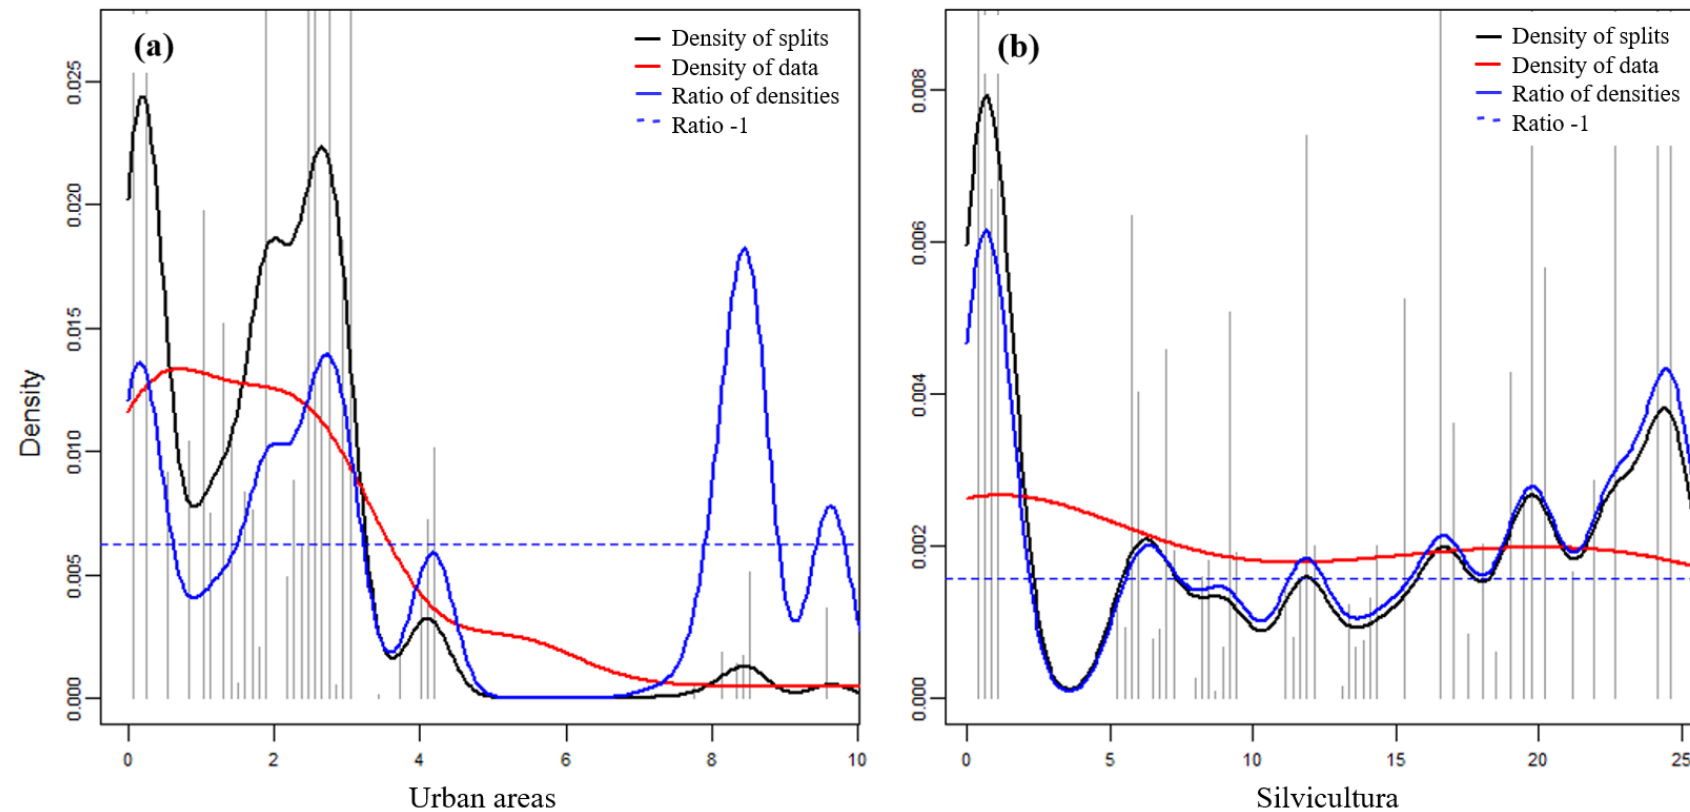 (a)
Density of splits
Density of data
Ratio of densities
Ratio -1
Density
0.000
0.005
0.010
0.015
0.020
0.025
0 2 4 6 8 10
Urban areas
(b)
Density of splits
Density of data
Ratio of densities
Ratio -1
0.000
0.002
0.004
0.006
0.008
0 5 10 15 20 25
Silvicultura